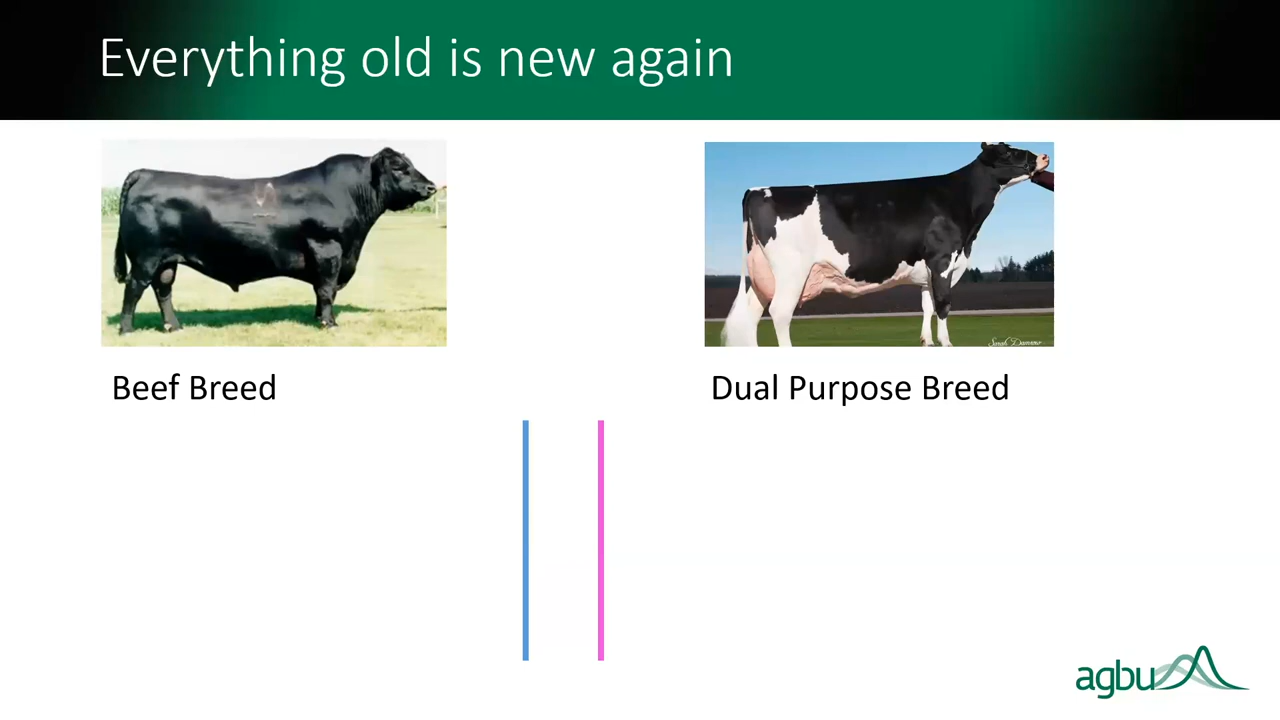 Everything old is new again
Beef Breed
Dual Purpose Breed
agbu